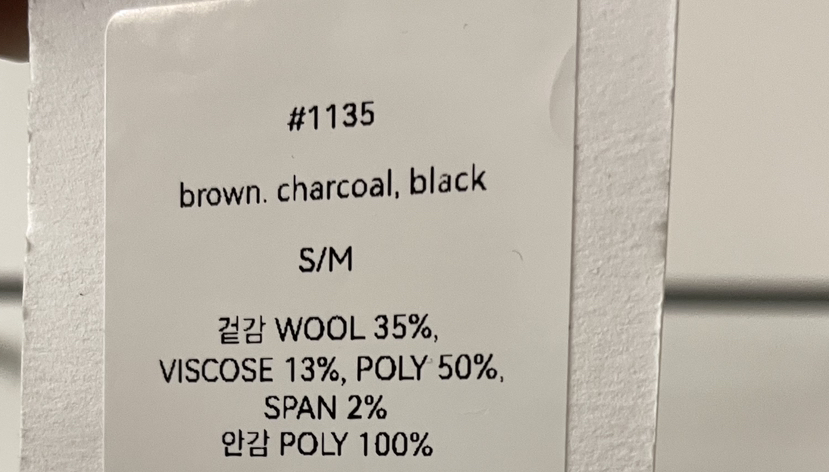 #1135
brown. charcoal, black
S/M
겉감 WOOL 35%,
VISCOSE 13%, POLY 50%,
SPAN 2%
안감 POLY 100%